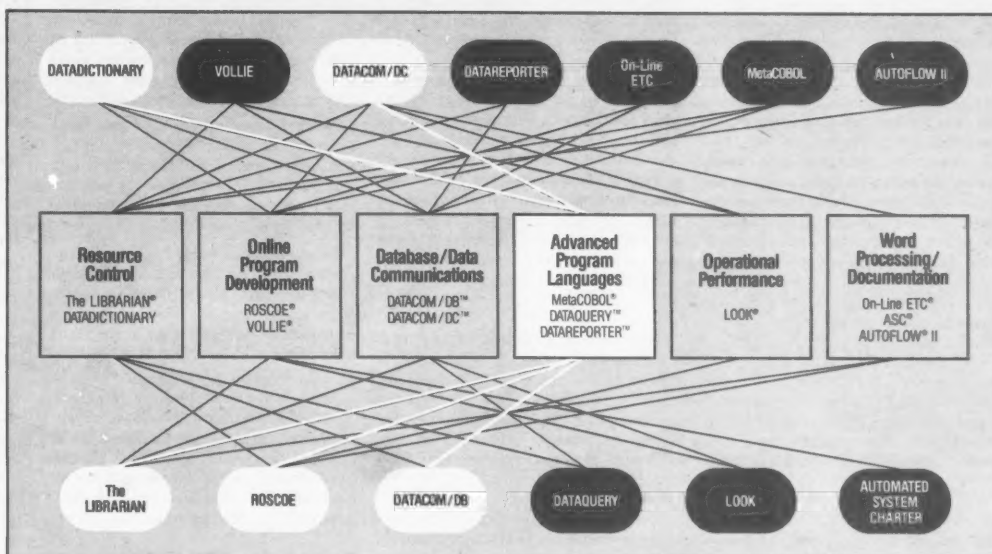 DATADICTIONARY
VOLLIE
DATACOM/DC
DATAREPORTER
On-Line
ETC
MetaCOBOL
AUTOFLOW II
Resource
Control
The LIBRARIAN®
DATADICTIONARY
Online
Program
Development
ROSCOE®
VOLLIE®
Database/Data
Communications
DATACOM/DB™
DATACOM/DC™
Advanced
Program
Languages
MetaCOBOL®
DATAQUERY™
DATAREPORTER™
Operational
Performance
LOOK®
Word
Processing/
Documentation
On-Line ETC®
ASC®
AUTOFLOW® II
The
LIBRARIAN
ROSCOE
DATACOM/DB
DATAQUERY
LOOK
AUTOMATED
SYSTEM
CHARTER